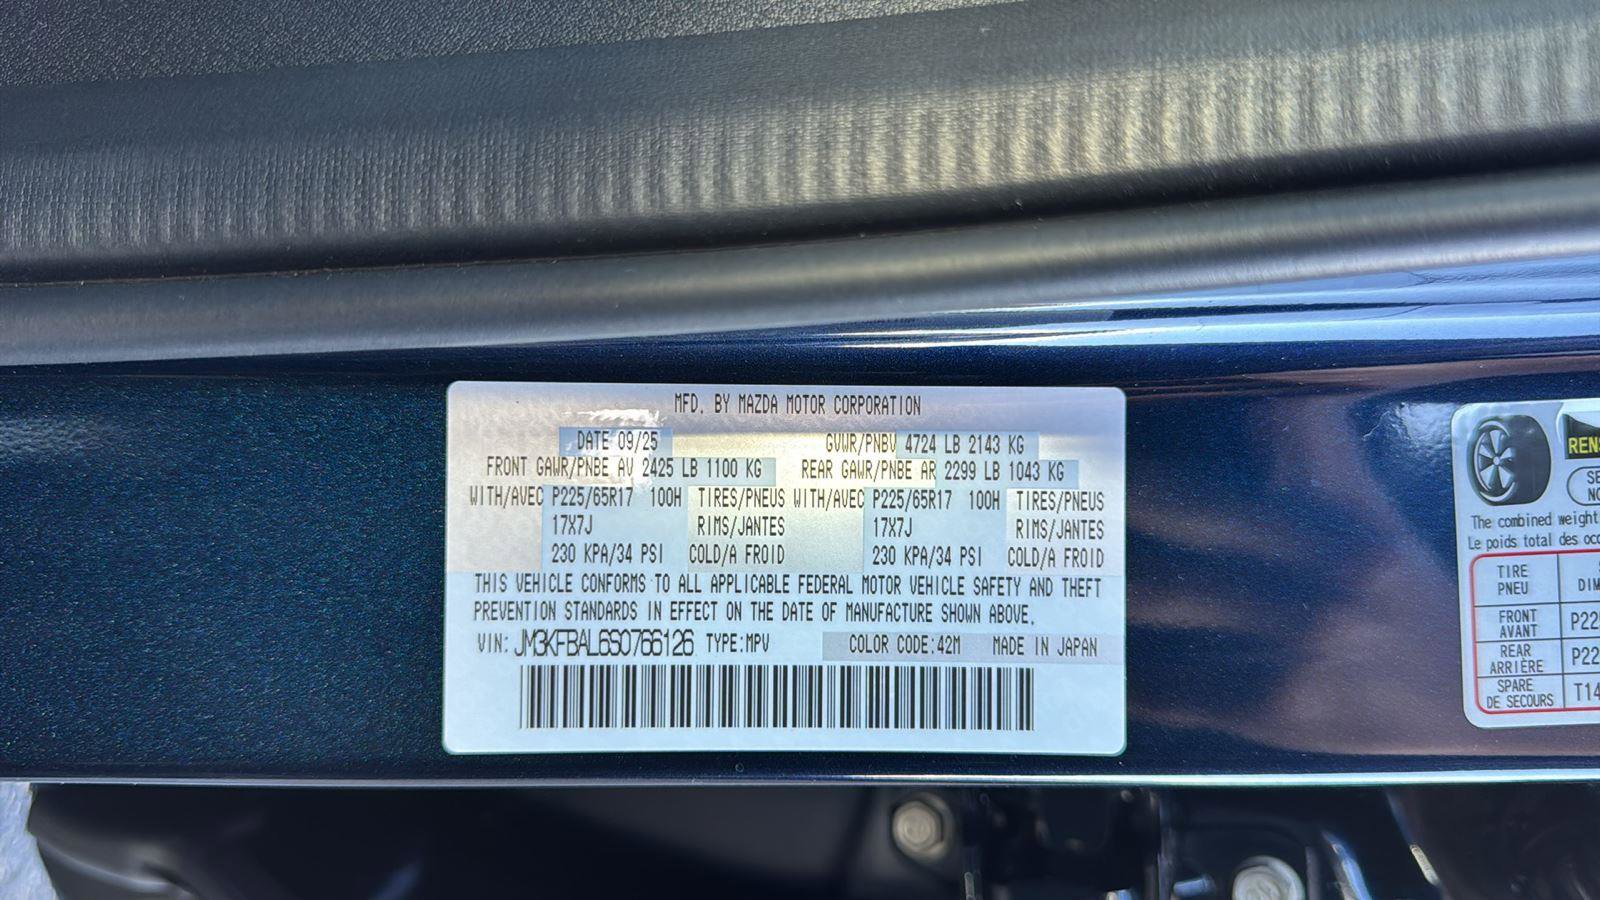 MFD. BY MAZDA MOTOR CORPORATION
DATE 09/25 GVWR/PNBV 4724 LB 2143 KG
FRONT GAWR/PNBE AV 2425 LB 1100 KG REAR GAWR/PNBE AR 2299 LB 1043 KG
WITH/AVEC P225/65R17 100H TIRES/PNEUS WITH/AVEC P225/65R17 100H TIRES/PNEUS
17X7J RIMS/JANTES 17X7J RIMS/JANTES
230 KPA/34 PSI COLD/A FROID 230 KPA/34 PSI COLD/A FROID
THIS VEHICLE CONFORMS TO ALL APPLICABLE FEDERAL MOTOR VEHICLE SAFETY AND THEFT
PREVENTION STANDARDS IN EFFECT ON THE DATE OF MANUFACTURE SHOWN ABOVE.
VIN: JM3KFBAL6S0766126 TYPE:MPV COLOR CODE:42M MADE IN JAPAN
The combined weight
Le poids total des
TIRE
PNEU
FRONT
AVANT
REAR
ARRIÈRE
SPARE
DE SECOURS